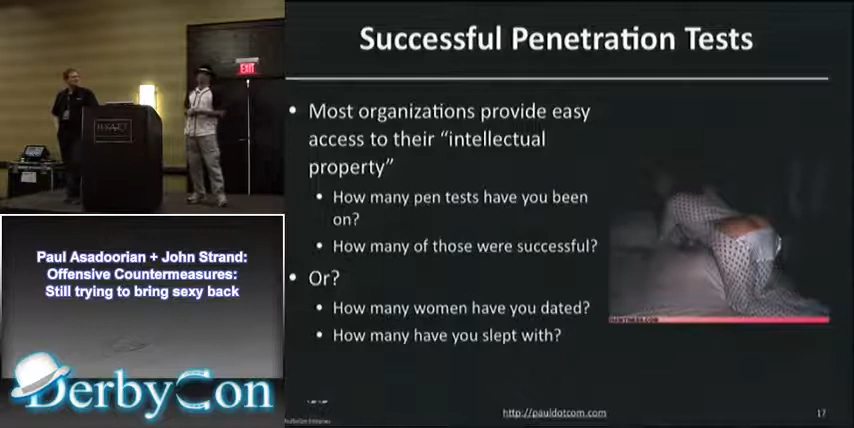 EXIT
HYATT
Paul Asadoorian + John Strand:
Offensive Countermeasures:
Still trying to bring sexy back
DerbyCon
Successful Penetration Tests
• Most organizations provide easy
access to their “intellectual
property”
• How many pen tests have you been
on?
• How many of those were successful?
• Or?
• How many women have you dated?
• How many have you slept with?
http://pauldotcom.com
17